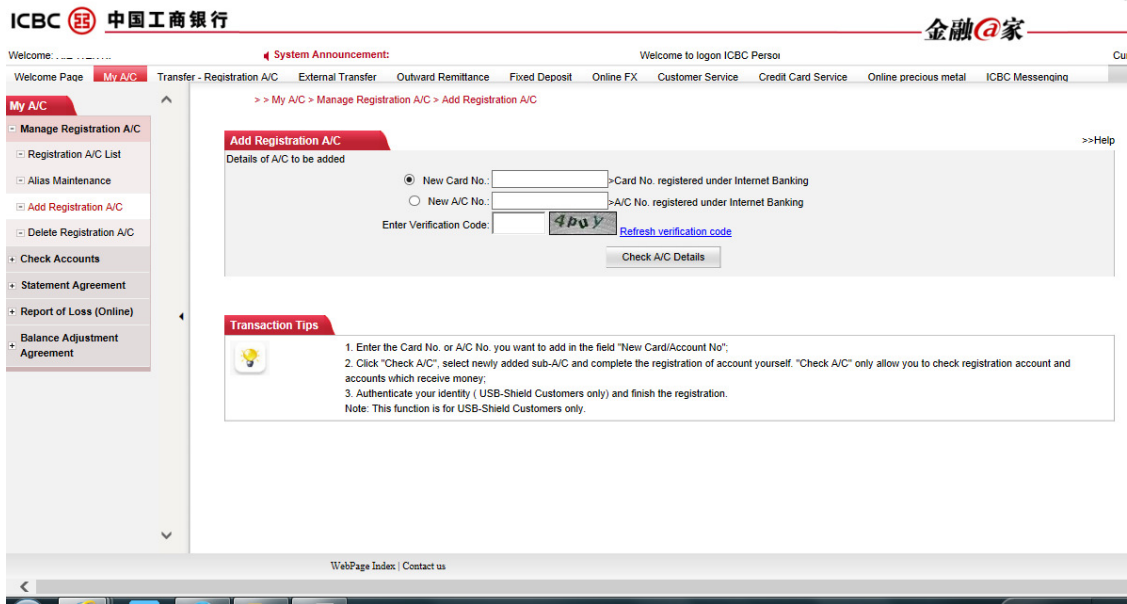 ICBC 中国工商银行
金融@家
Welcome:
System Announcement:
Welcome to logon ICBC Person
Cu
Welcome Page My A/C Transfer - Registration A/C External Transfer Outward Remittance Fixed Deposit Online FX Customer Service Credit Card Service Online precious metal ICBC Messenging
My A/C
Manage Registration A/C
Registration A/C List
Alias Maintenance
Add Registration A/C
Delete Registration A/C
Check Accounts
Statement Agreement
Report of Loss (Online)
Balance Adjustment
Agreement
> > My A/C > Manage Registration A/C > Add Registration A/C
Add Registration A/C
>>Help
Details of A/C to be added
New Card No.: >Card No. registered under Internet Banking
New A/C No.: >A/C No. registered under Internet Banking
Enter Verification Code: 4buy Refresh verification code
Check A/C Details
Transaction Tips
1. Enter the Card No. or A/C No. you want to add in the field "New Card/Account No";
2. Click "Check A/C", select newly added sub-A/C and complete the registration of account yourself. "Check A/C" only allow you to check registration account and
accounts which receive money;
3. Authenticate your identity ( USB-Shield Customers only) and finish the registration.
Note: This function is for USB-Shield Customers only.
WebPage Index | Contact us